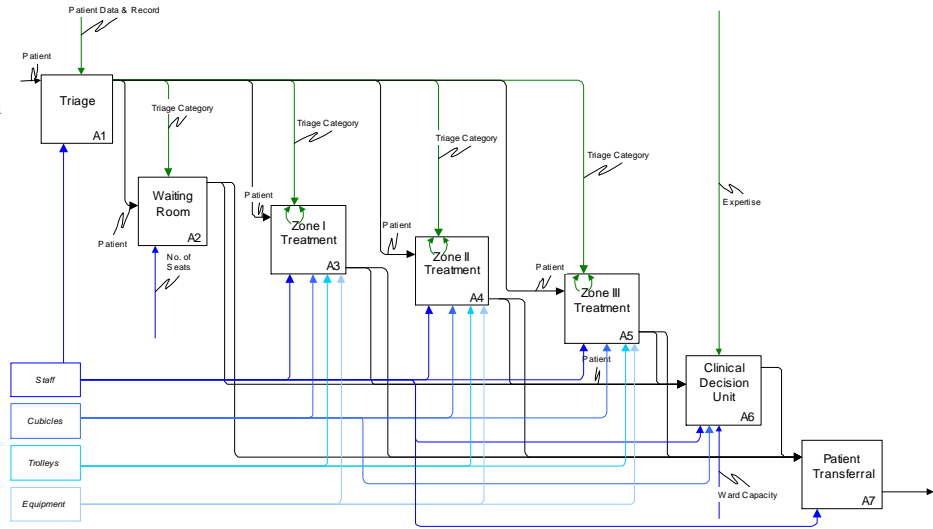 Patient Data & Record
Patient
Triage
A1
Triage Category
Triage Category
Triage Category
Triage Category
Expertise
Waiting
Room
A2
Patient
No. of
Seats
Patient
Zone I
Treatment
A3
Patient
Zone II
Treatment
A4
Patient
Zone III
Treatment
A5
Patient
Clinical
Decision
Unit
A6
Staff
Cubicles
Trolleys
Equipment
Ward Capacity
Patient
Transferral
A7